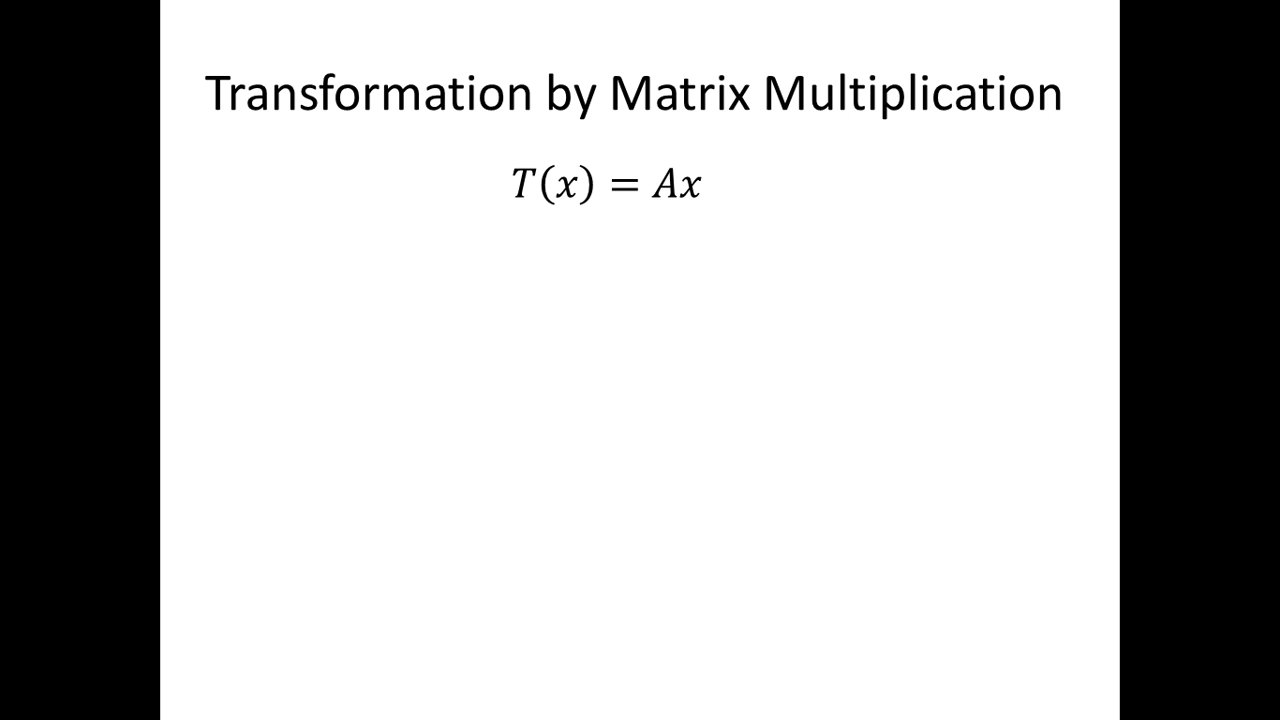 Transformation by Matrix Multiplication
T(x) = Ax